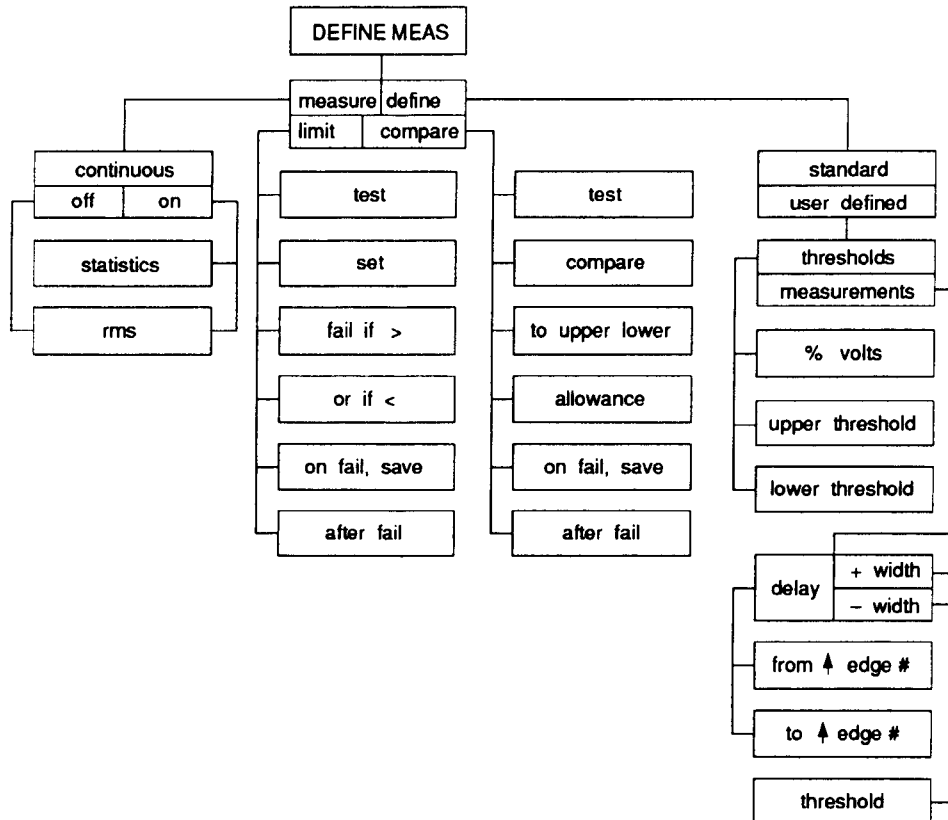 DEFINE MEAS
measure define
limit compare
continuous
off on
statistics
rms
test
set
fail if >
or if <
on fail, save
after fail
test
compare
to upper lower
allowance
on fail, save
after fail
standard
user defined
thresholds
measurements
% volts
upper threshold
lower threshold
delay
+ width
− width
from ↑ edge #
to ↑ edge #
threshold